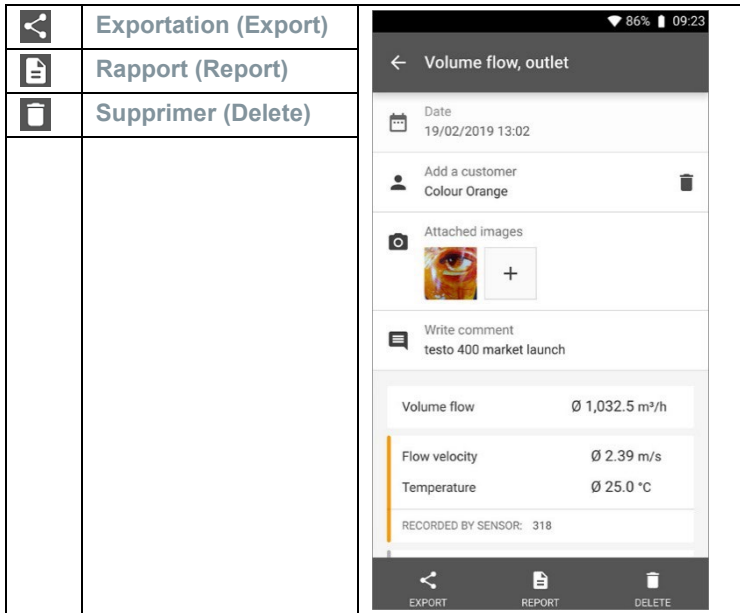 Exportation (Export)
Rapport (Report)
Supprimer (Delete)
86% 09:23
Volume flow, outlet
Date
19/02/2019 13:02
Add a customer
Colour Orange
Attached images
+
Write comment
testo 400 market launch
Volume flow Ø 1,032.5 m³/h
Flow velocity Ø 2.39 m/s
Temperature Ø 25.0 °C
RECORDED BY SENSOR: 318
EXPORT REPORT DELETE